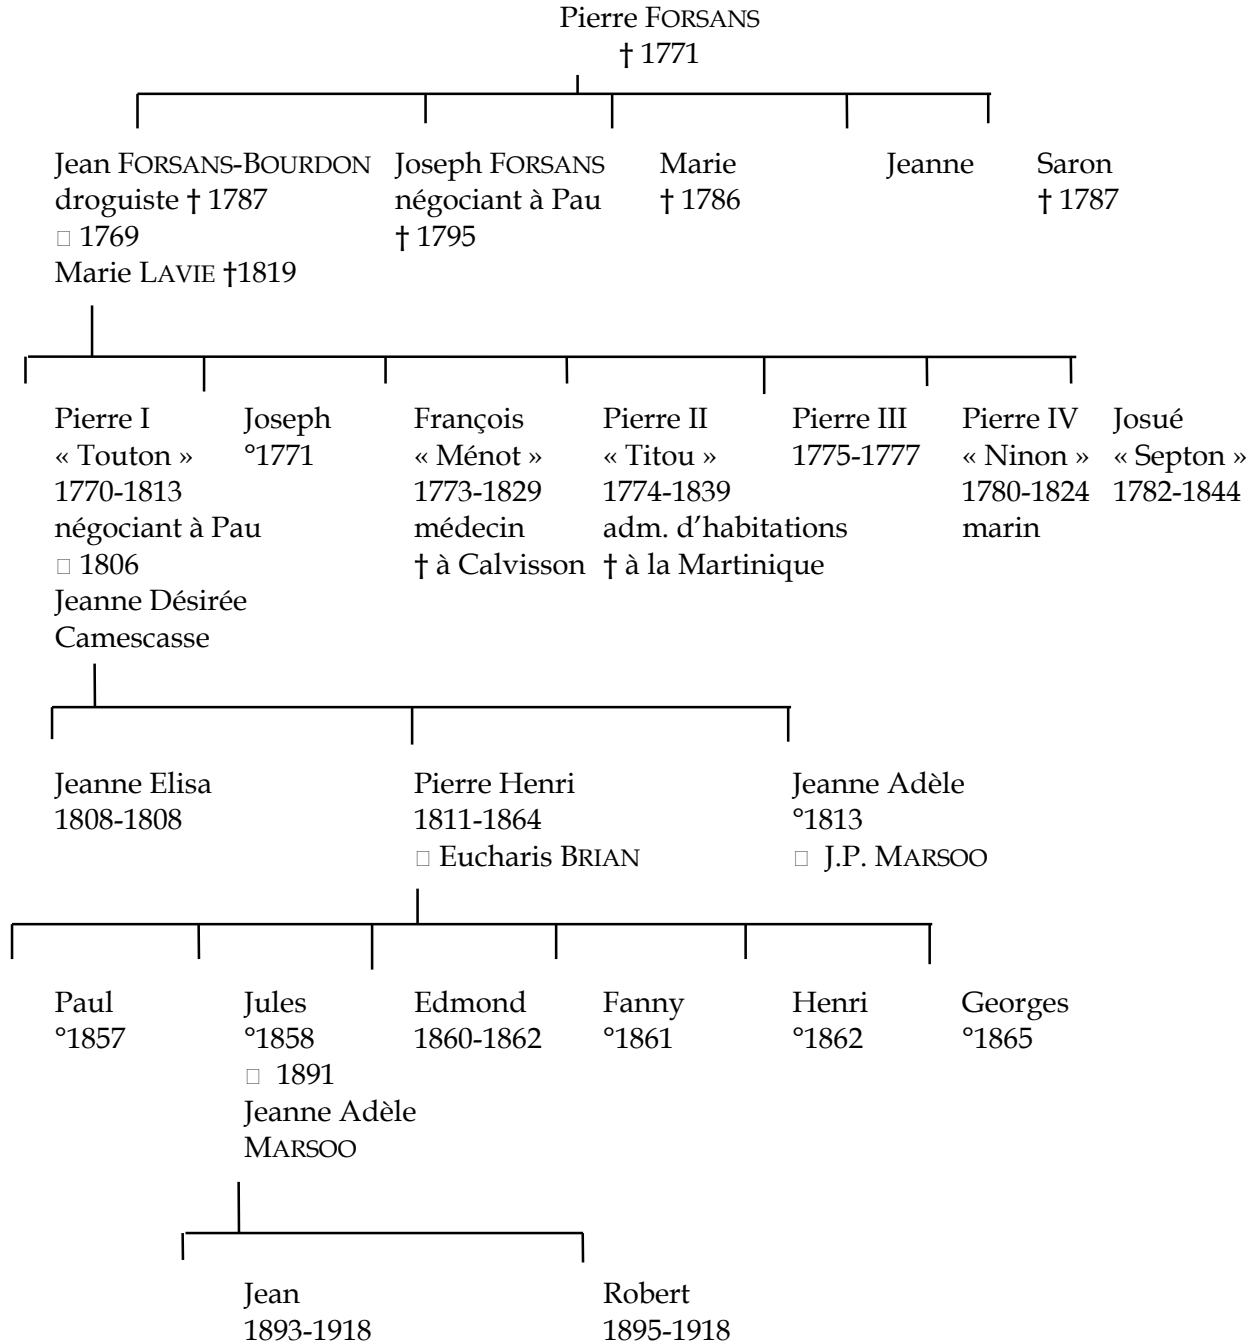 Pierre FORSANS
† 1771
Jean FORSANS-BOURDON
droguiste † 1787
□ 1769
Marie LAVIE †1819
Joseph FORSANS
négociant à Pau
† 1795
Marie
† 1786
Jeanne
Saron
† 1787
Pierre I
« Touton »
1770-1813
négociant à Pau
□ 1806
Jeanne Désirée
Camescasse
Joseph
°1771
François
« Ménot »
1773-1829
médecin
† à Calvisson
Pierre II
« Titou »
1774-1839
adm. d’habitations
† à la Martinique
Pierre III
1775-1777
Pierre IV
« Ninon »
1780-1824
marin
Josué
« Septon »
1782-1844
Jeanne Elisa
1808-1808
Pierre Henri
1811-1864
□ Eucharis BRIAN
Jeanne Adèle
°1813
□ J.P. MARSOO
Paul
°1857
Jules
°1858
□ 1891
Jeanne Adèle
MARSOO
Edmond
1860-1862
Fanny
°1861
Henri
°1862
Georges
°1865
Jean
1893-1918
Robert
1895-1918